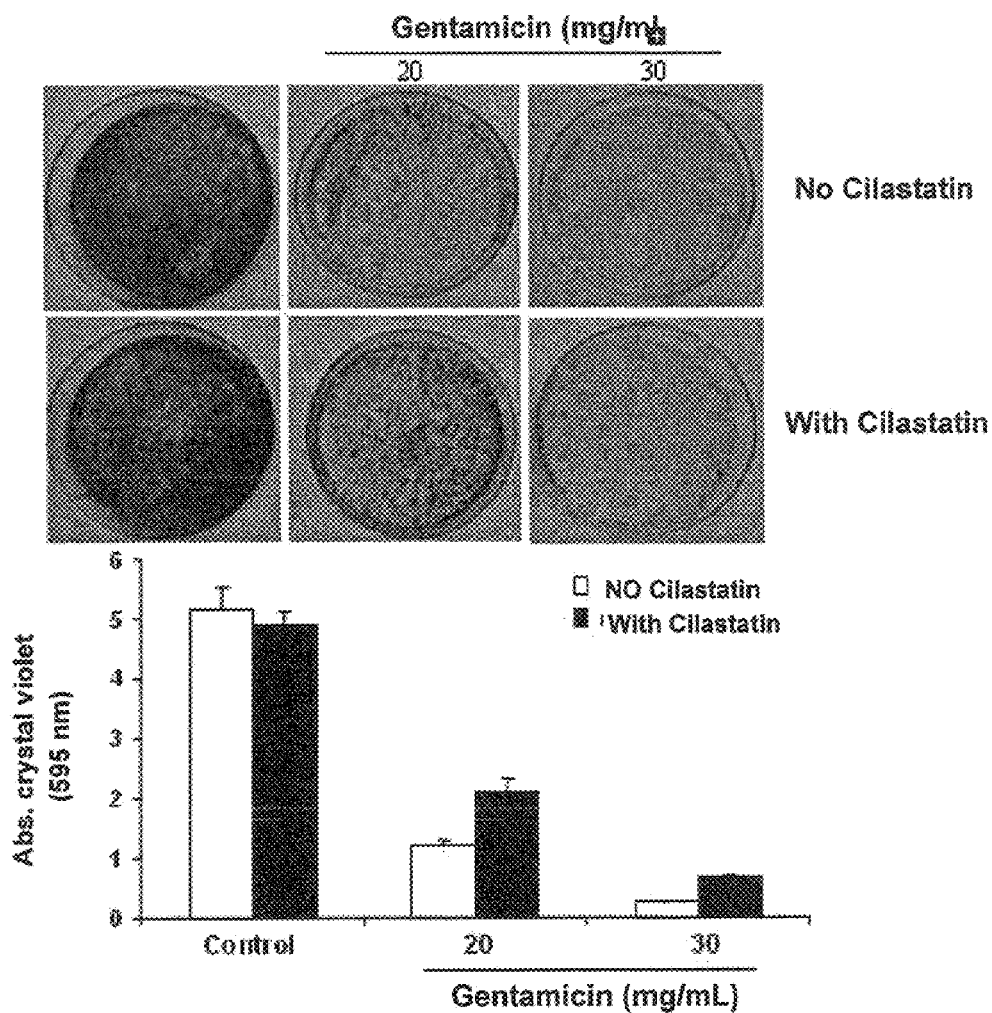 Gentamicin (mg/mL
20 30
No Cilastatin
With Cilastatin
6
5
4
3
2
1
0
Abs. crystal violet
(595 nm)
NO Cilastatin
With Cilastatin
Control 20 30
Gentamicin (mg/mL)